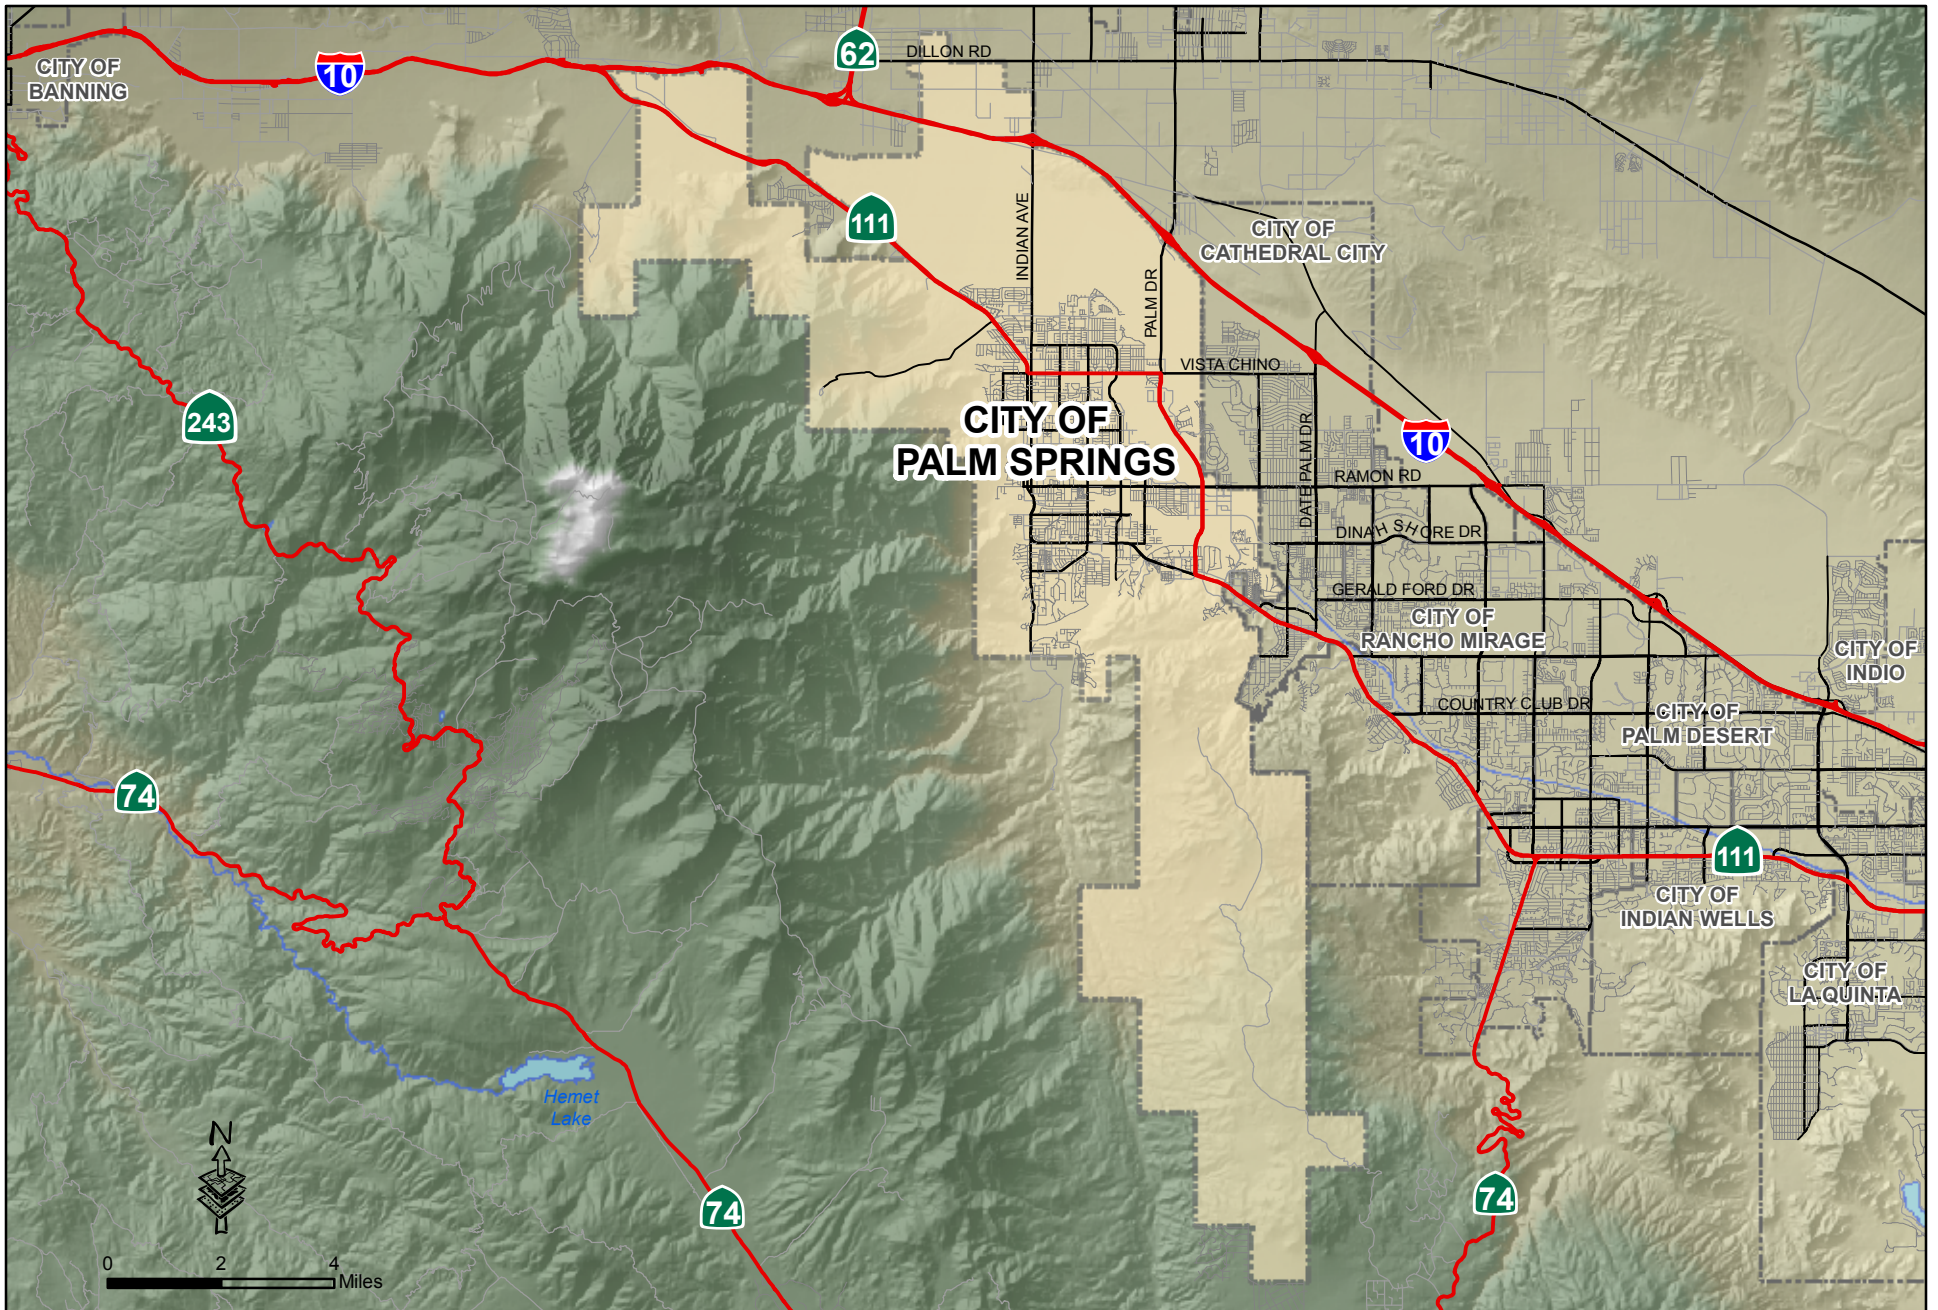 62
DILLON RD
CITY OF
BANNING
10
INDIAN AVE
111
CITY OF
CATHEDRAL CITY
PALM DR
VISTA CHINO
243
CITY OF
PALM SPRINGS
DATE PALM DR
10
RAMON RD
DINAH SHORE DR
GERALD FORD DR
CITY OF
RANCHO MIRAGE
CITY OF
INDIO
COUNTRY CLUB DR
CITY OF
PALM DESERT
74
111
CITY OF
INDIAN WELLS
CITY OF
LA QUINTA
Hemet
Lake
N
74
74
0 2 4
Miles